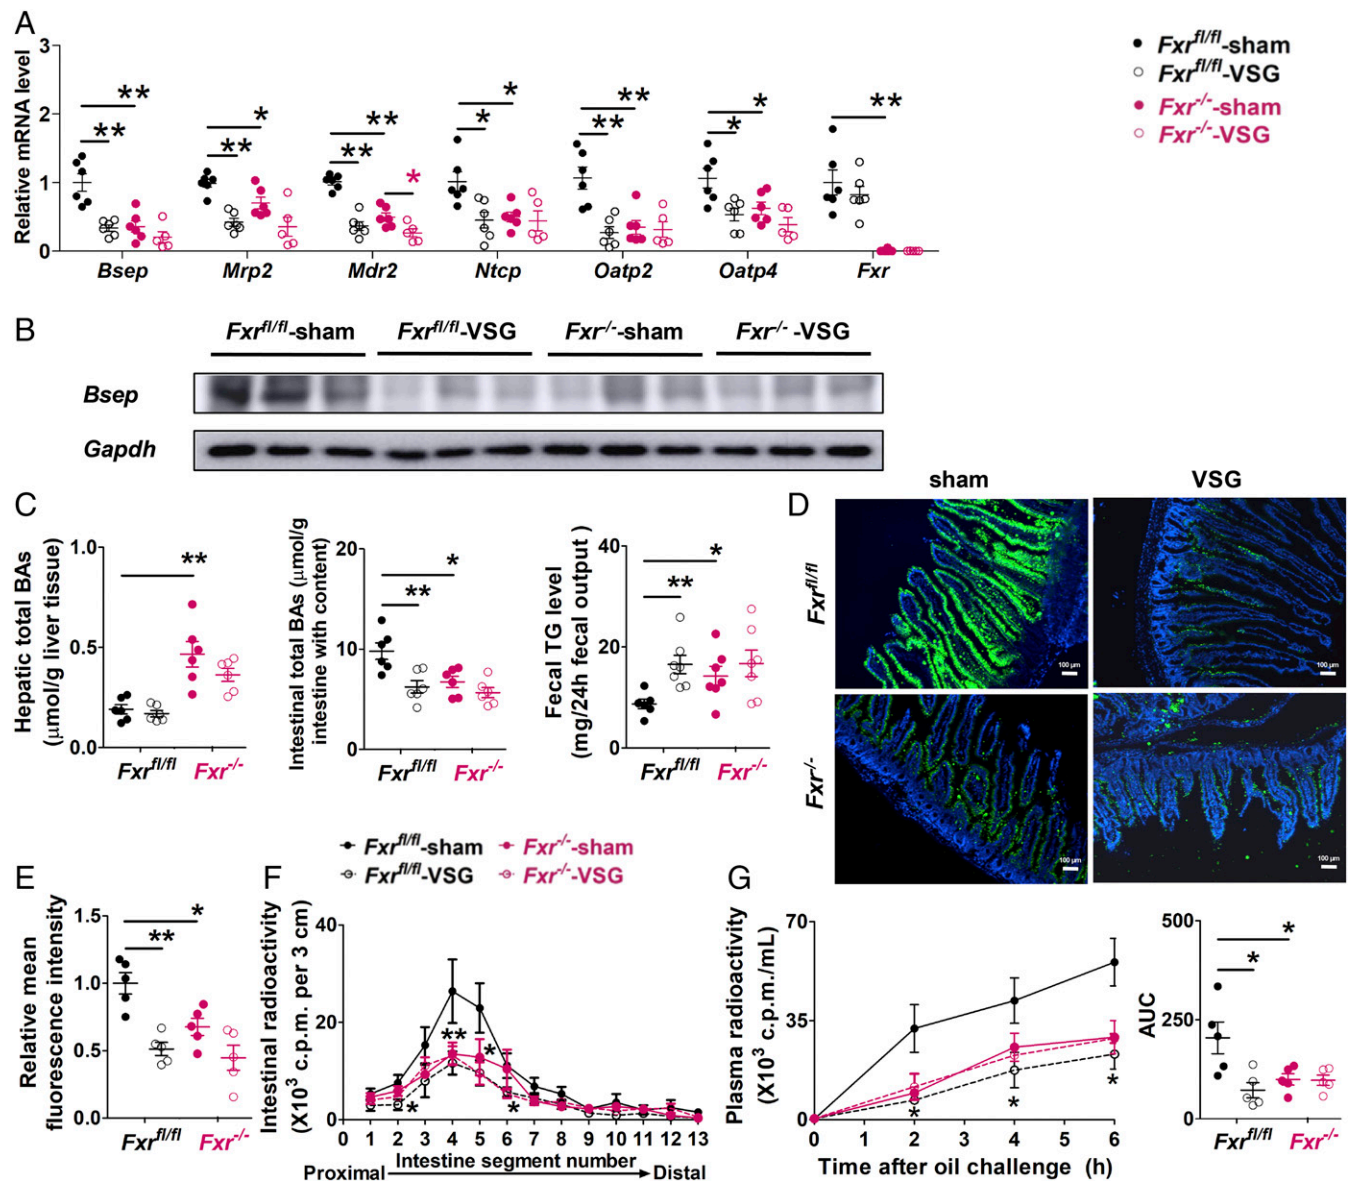 A
Relative mRNA level
3
2
1
0
** ** ** * ** ** * * * ** ** * * **
Bsep Mrp2 Mdr2 Ntcp Oatp2 Oatp4 Fxr
Fxrfl/fl-sham
Fxrfl/fl-VSG
Fxr-/--sham
Fxr-/--VSG
B
Fxrfl/fl-sham Fxrfl/fl-VSG Fxr-/--sham Fxr-/- -VSG
Bsep
Gapdh
C
Hepatic total BAs
(μmol/g liver tissue)
1.0
0.5
0.0
**
Fxrfl/fl Fxr-/-
Intestinal total BAs (μmol/g
intestine with content)
20
10
0
*
**
Fxrfl/fl Fxr-/-
Fecal TG level
(mg/24h fecal output)
40
20
0
*
**
Fxrfl/fl Fxr-/-
D
sham VSG
Fxrfl/fl
Fxr-/-
100 μm
100 μm
100 μm
100 μm
E
Relative mean
fluorescence intensity
1.5
1.0
0.5
0.0
*
**
Fxrfl/fl Fxr-/-
Fxrfl/fl-sham Fxr-/--sham
Fxrfl/fl-VSG Fxr-/--VSG
F
Intestinal radioactivity
(X10³ c.p.m. per 3 cm)
40
20
0
* ** * *
0 1 2 3 4 5 6 7 8 9 10 11 12 13
Proximal Intestine segment number Distal
G
Plasma radioactivity
(X10³ c.p.m./mL)
70
35
0
* * *
0 2 4 6
Time after oil challenge (h)
AUC
500
250
0
*
*
Fxrfl/fl Fxr-/-